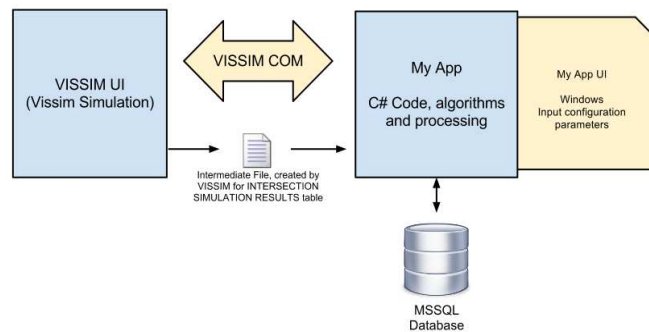 VISSIM UI
(Vissim Simulation)
VISSIM COM
My App
C# Code, algorithms
and processing
My App UI
Windows
Input configuration
parameters
Intermediate File, created by
VISSIM for INTERSECTION
SIMULATION RESULTS table
MSSQL
Database